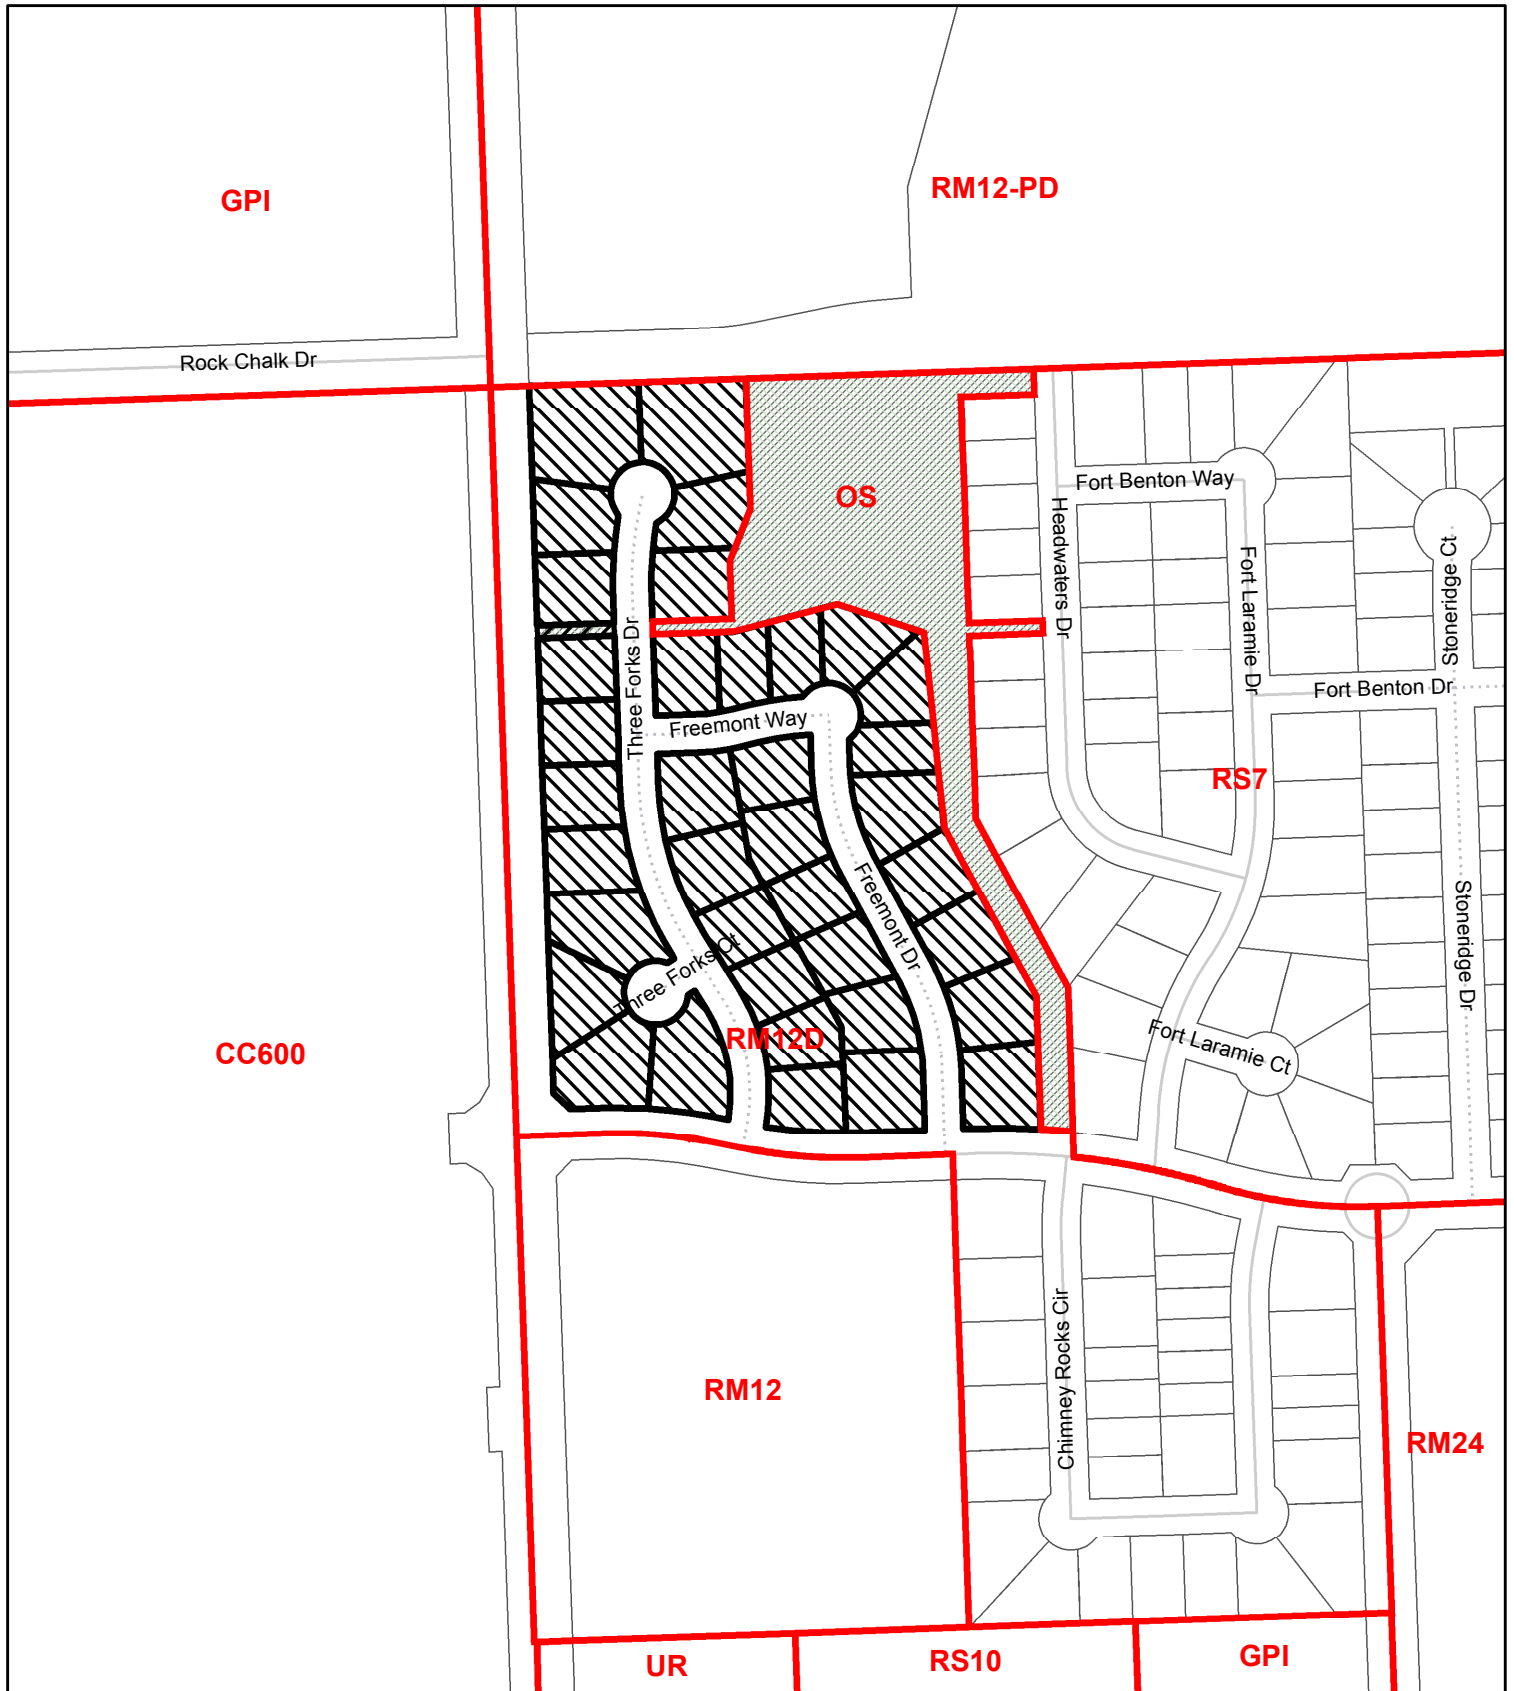 RM12-PD
GPI
Rock Chalk Dr
OS
Fort Benton Way
Headwaters Dr
Fort Laramie Dr
Stoneridge Ct
Three Forks Dr
Fort Benton Dr
Freemont Way
RS7
Freemont Dr
Stoneridge Dr
Three Forks Ct
RM12D
Fort Laramie Ct
CC600
Chimney Rocks Cir
RM12
RM24
UR
RS10
GPI